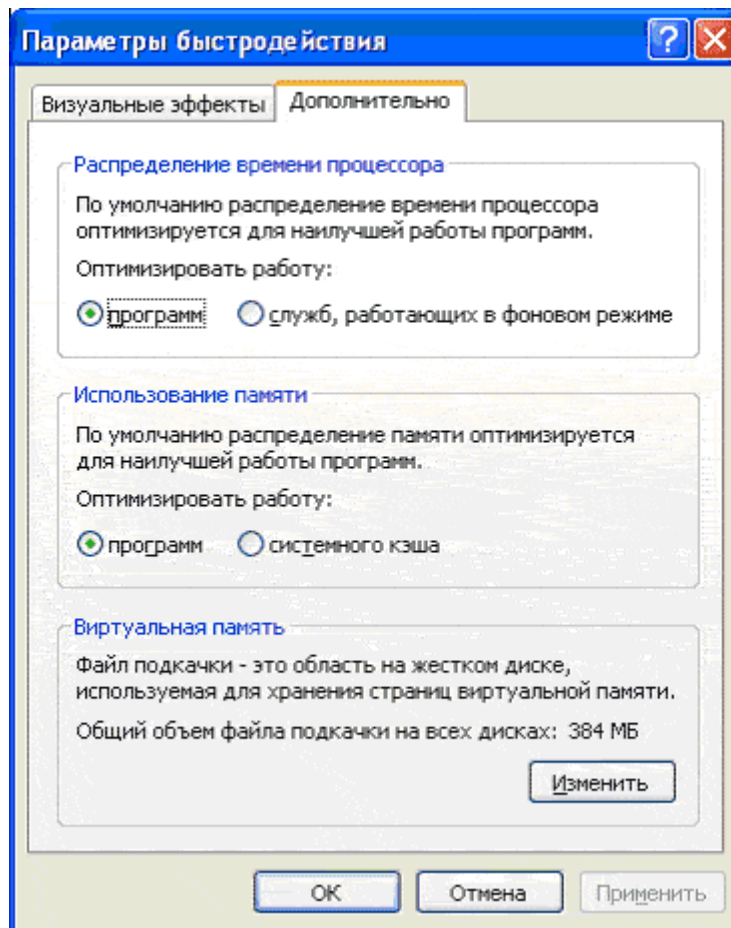 Параметры быстродействия
Визуальные эффекты Дополнительно
Распределение времени процессора
По умолчанию распределение времени процессора
оптимизируется для наилучшей работы программ.
Оптимизировать работу:
программ служб, работающих в фоновом режиме
Использование памяти
По умолчанию распределение памяти оптимизируется
для наилучшей работы программ.
Оптимизировать работу:
программ системного кэша
Виртуальная память
Файл подкачки - это область на жестком диске,
используемая для хранения страниц виртуальной памяти.
Общий объем файла подкачки на всех дисках: 384 МБ
Изменить
ОК Отмена Применить